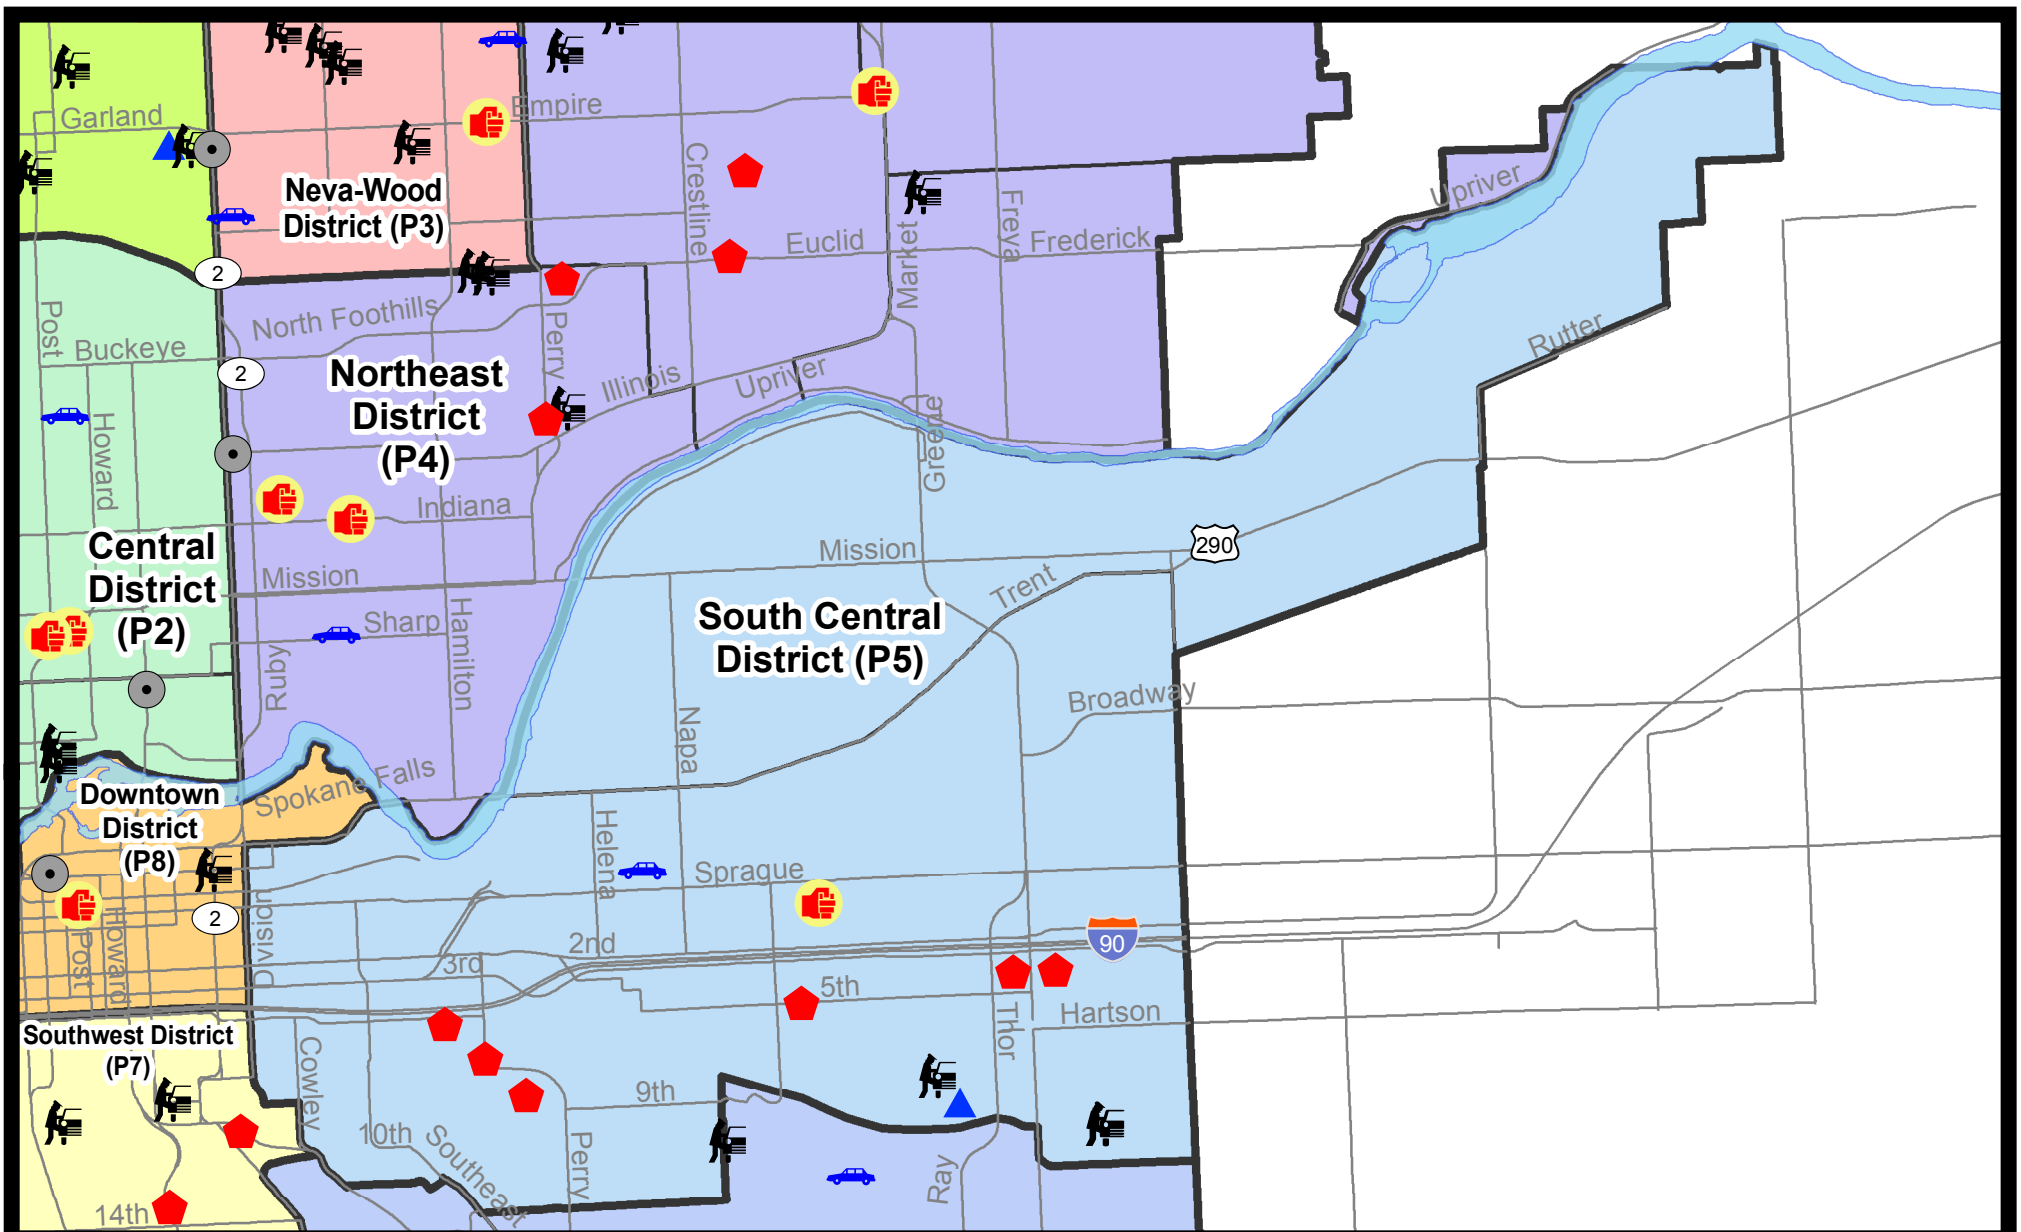 Garland
Empire
Neva-Wood
District (P3)
Crestline
Freya
Upriver
Euclid
Frederick
Market
2
Post
North Foothills
Perry
Buckeye
2
Rutter
Northeast
District
(P4)
Illinois
Upriver
Howard
Greene
Indiana
Central
District
(P2)
Mission
290
Mission
Trent
Sharp
Hamilton
South Central
District (P5)
Ruby
Broadway
Napa
Spokane Falls
Downtown
District
(P8)
Helena
Sprague
2
Division
Howard
Post
2nd
90
3rd
5th
Hartson
Thor
Southwest District
(P7)
Cowley
9th
10th
Southeast
Perry
Ray
14th